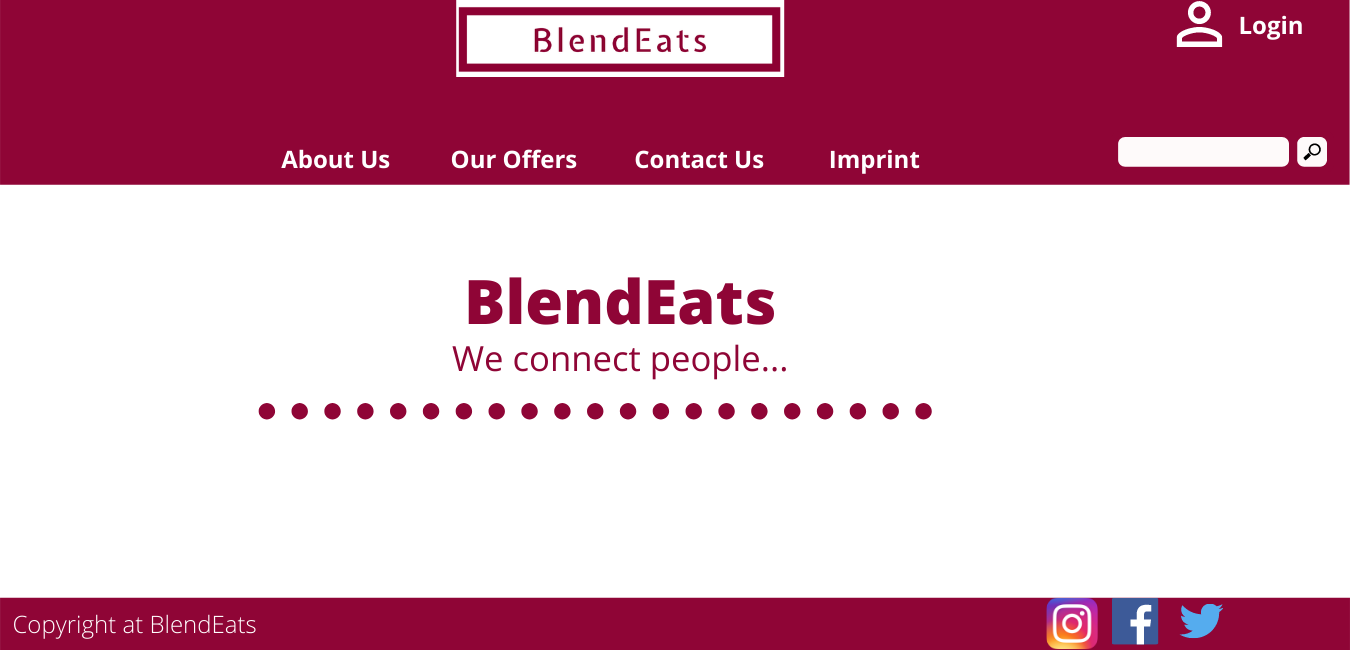 BlendEats
Login
About Us Our Offers Contact Us Imprint
BlendEats
We connect people...
Copyright at BlendEats